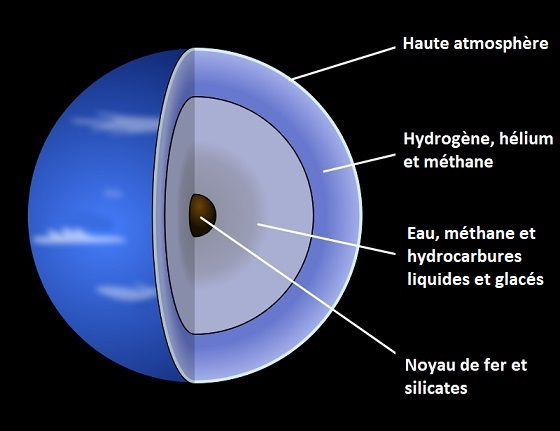 Haute atmosphère
Hydrogène, hélium
et méthane
Eau, méthane et
hydrocarbures
liquides et glacés
Noyau de fer et
silicates